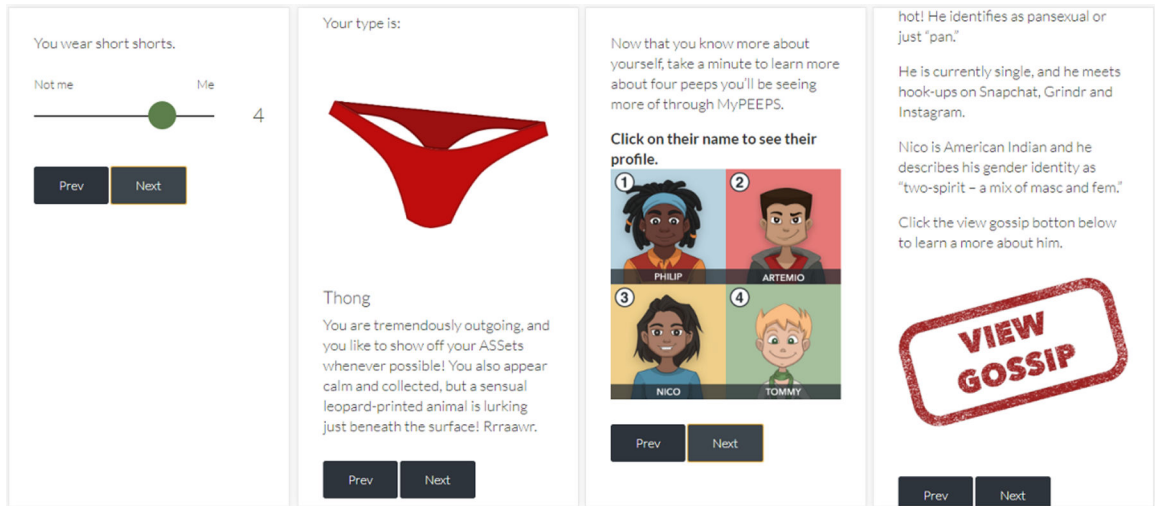 You wear short shorts.
Not me
Me
4
Prev
Next
Your type is:
Thong
You are tremendously outgoing, and
you like to show off your ASSets
whenever possible! You also appear
calm and collected, but a sensual
leopard-printed animal is lurking
just beneath the surface! Rrraawr.
Prev
Next
Now that you know more about
yourself, take a minute to learn more
about four peeps you’ll be seeing
more of through MyPEEPS.
Click on their name to see their
profile.
1
2
PHILIP
ARTEMIO
3
4
NICO
TOMMY
Prev
Next
hot! He identifies as pansexual or
just “pan.”
He is currently single, and he meets
hook-ups on Snapchat, Grindr and
Instagram.
Nico is American Indian and he
describes his gender identity as
“two-spirit – a mix of masc and fem.”
Click the view gossip botton below
to learn a more about him.
VIEW
GOSSIP
Prev
Next